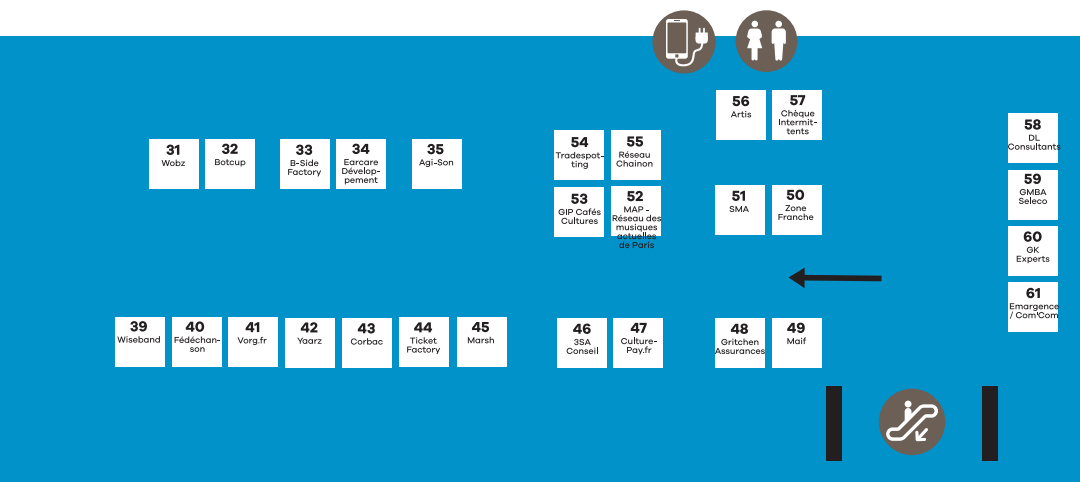 56
Artis
57
Chèque
Intermit-
tents
58
DL
Consultants
31
Wobz
32
Botcup
33
B-Side
Factory
34
Earcare
Dévelop-
pement
35
Agi-Son
54
Tradespot-
ting
55
Réseau
Chainon
59
GMBA
Seleco
53
GIP Cafés
Cultures
52
MAP -
Réseau des
musiques
actuelles
de Paris
51
SMA
50
Zone
Franche
60
GK
Experts
61
Emargence
/ Com'Com
39
Wiseband
40
Fédéchan-
son
41
Vorg.fr
42
Yaarz
43
Corbac
44
Ticket
Factory
45
Marsh
46
3SA
Conseil
47
Culture-
Pay.fr
48
Gritchen
Assurances
49
Maif